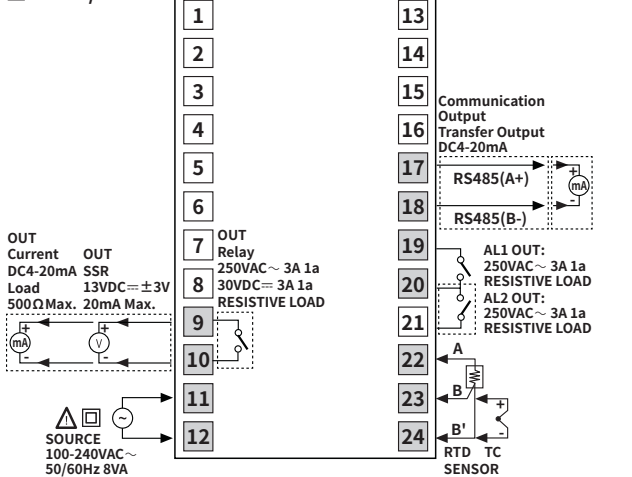 1
2
3
4
5
6
7
8
9
10
11
12
13
14
15
16
17
18
19
20
21
22
23
24
OUT
Current
DC4-20mA
Load
500ΩMax.
OUT
SSR
13VDC⎓±3V
20mA Max.
OUT
Relay
250VAC～ 3A 1a
30VDC⎓ 3A 1a
RESISTIVE LOAD
+
-
mA
+
-
V
~
SOURCE
100-240VAC～
50/60Hz 8VA
Communication
Output
Transfer Output
DC4-20mA
RS485(A+)
RS485(B-)
+
mA
-
AL1 OUT:
250VAC～ 3A 1a
RESISTIVE LOAD
AL2 OUT:
250VAC～ 3A 1a
RESISTIVE LOAD
A
B
B'
+
-
RTD TC
SENSOR